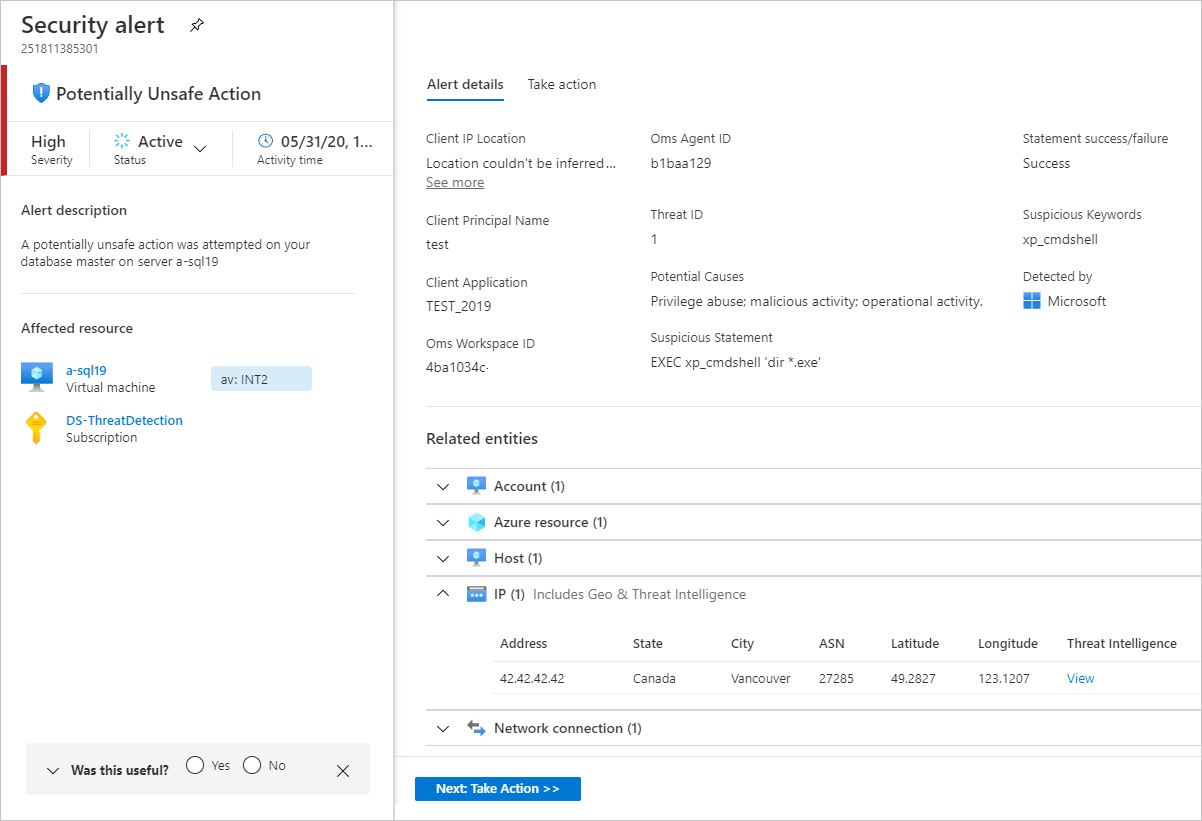 Security alert
251811385301
Potentially Unsafe Action
High
Severity
Active
Status
05/31/20, 1...
Activity time
Alert description
A potentially unsafe action was attempted on your
database master on server a-sql19
Affected resource
a-sql19
Virtual machine
av: INT2
DS-ThreatDetection
Subscription
Was this useful? Yes No
Alert details Take action
Client IP Location
Location couldn't be inferred...
See more
Client Principal Name
test
Client Application
TEST_2019
Oms Workspace ID
4ba1034c·
Oms Agent ID
b1baa129
Threat ID
1
Potential Causes
Privilege abuse; malicious activity; operational activity.
Suspicious Statement
EXEC xp_cmdshell 'dir *.exe'
Statement success/failure
Success
Suspicious Keywords
xp_cmdshell
Detected by
Microsoft
Related entities
Account (1)
Azure resource (1)
Host (1)
IP (1) Includes Geo & Threat Intelligence
Address State City ASN Latitude Longitude Threat Intelligence
42.42.42.42 Canada Vancouver 27285 49.2827 123.1207 View
Network connection (1)
Next: Take Action >>